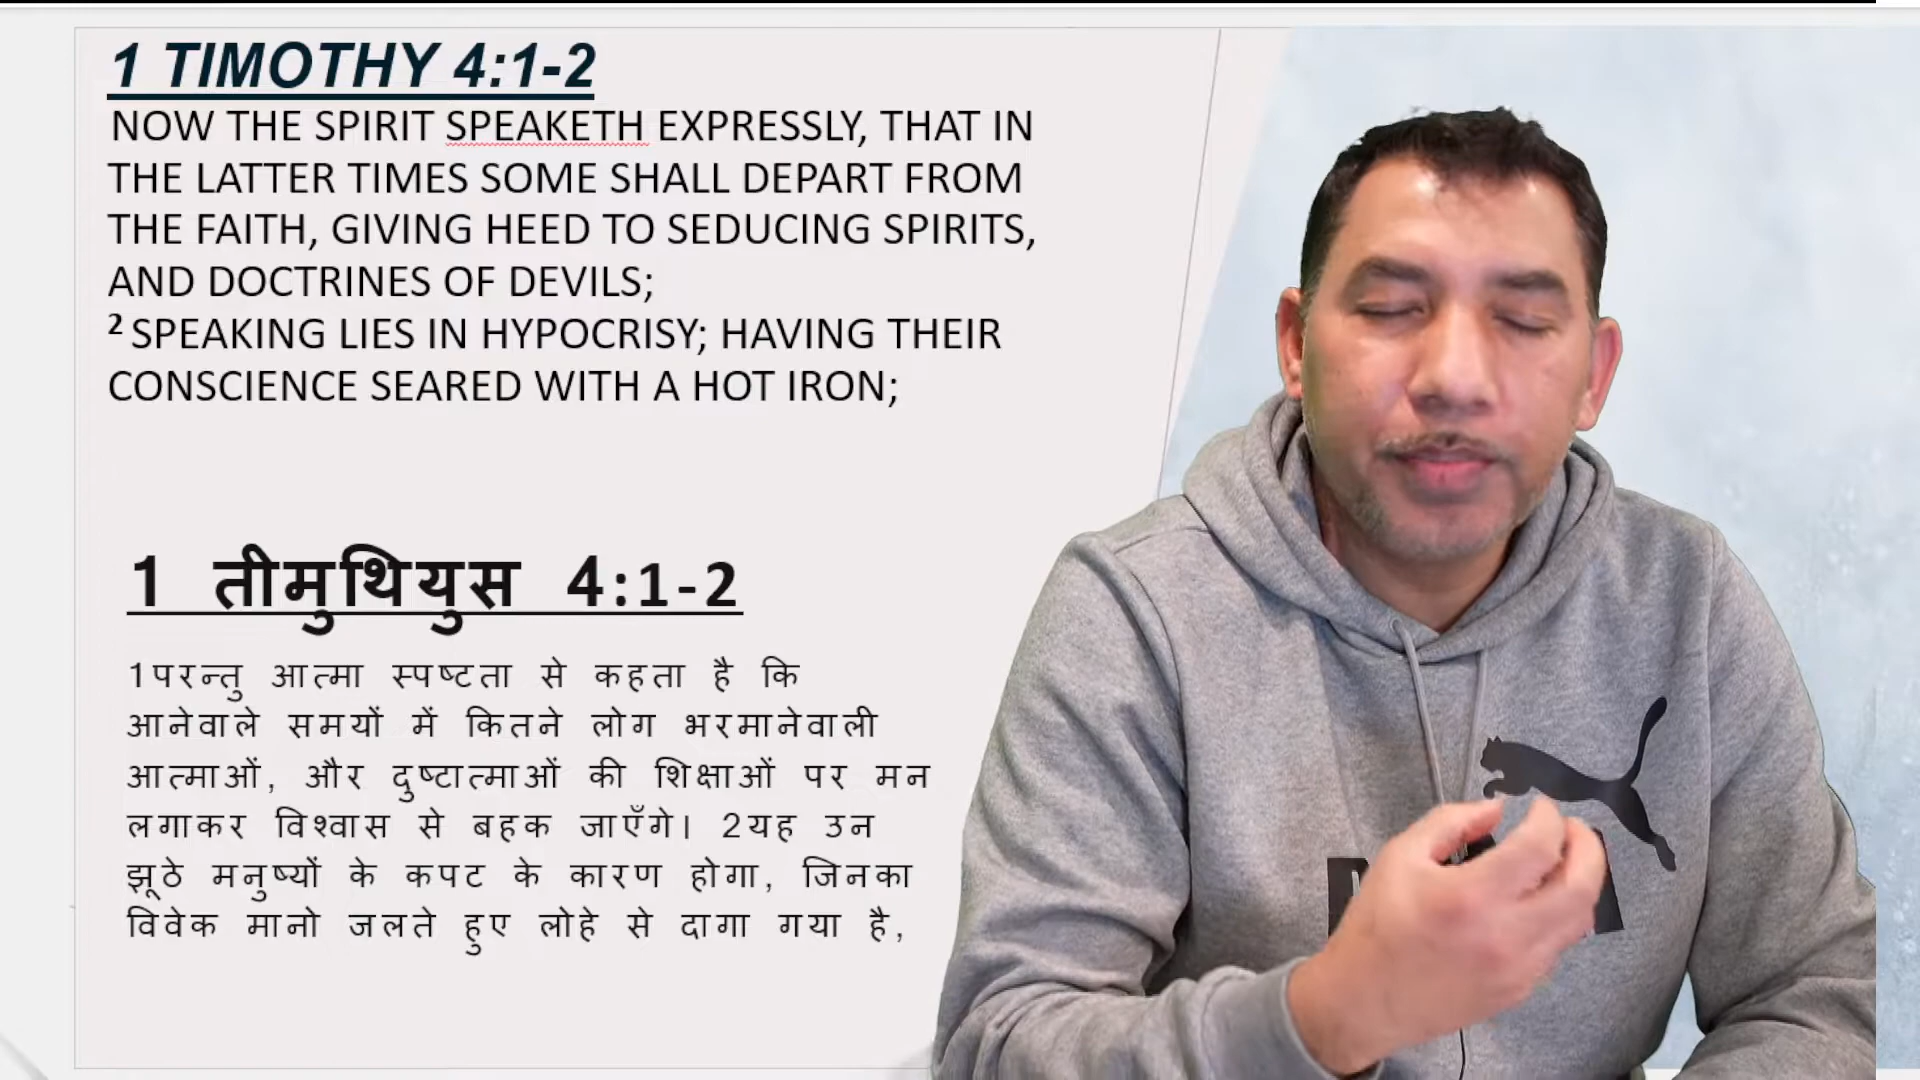 1 TIMOTHY 4:1-2
NOW THE SPIRIT SPEAKETH EXPRESSLY, THAT IN
THE LATTER TIMES SOME SHALL DEPART FROM
THE FAITH, GIVING HEED TO SEDUCING SPIRITS,
AND DOCTRINES OF DEVILS;
2 SPEAKING LIES IN HYPOCRISY; HAVING THEIR
CONSCIENCE SEARED WITH A HOT IRON;
1 तीमुथियुस 4:1-2
1परन्तु आत्मा स्पष्टता से कहता है कि
आनेवाले समयों में कितने लोग भरमानेवाली
आत्माओं, और दुष्टात्माओं की शिक्षाओं पर मन
लगाकर विश्वास से बहक जाएँगे। 2यह उन
झूठे मनुष्यों के कपट के कारण होगा, जिनका
विवेक मानो जलते हुए लोहे से दागा गया है,